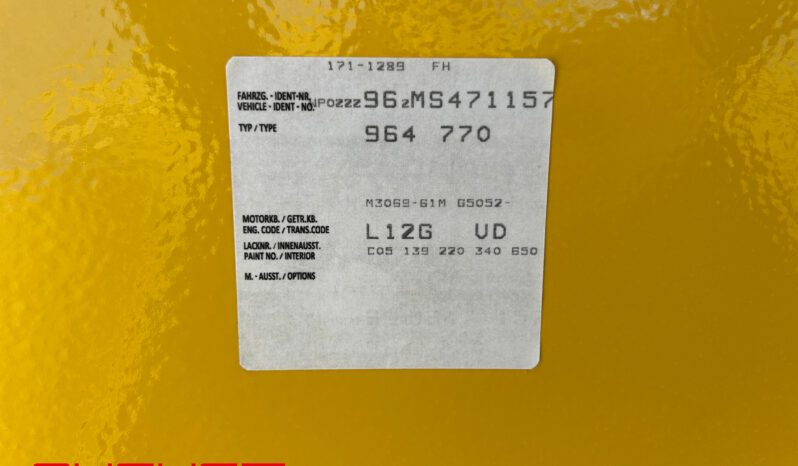 171-1289 FH
FAHRZG. - IDENT-NR.
VEHICLE - IDENT - NO. WP0ZZZ96ZMS471157
TYP / TYPE 964 770
M3069-61M G5052-
MOTORKB. / GETR.KB.
ENG. CODE / TRANS.CODE L12G UD
LACKNR. / INNENAUSST.
PAINT NO. / INTERIOR C05 139 220 340 650
M. - AUSST. / OPTIONS